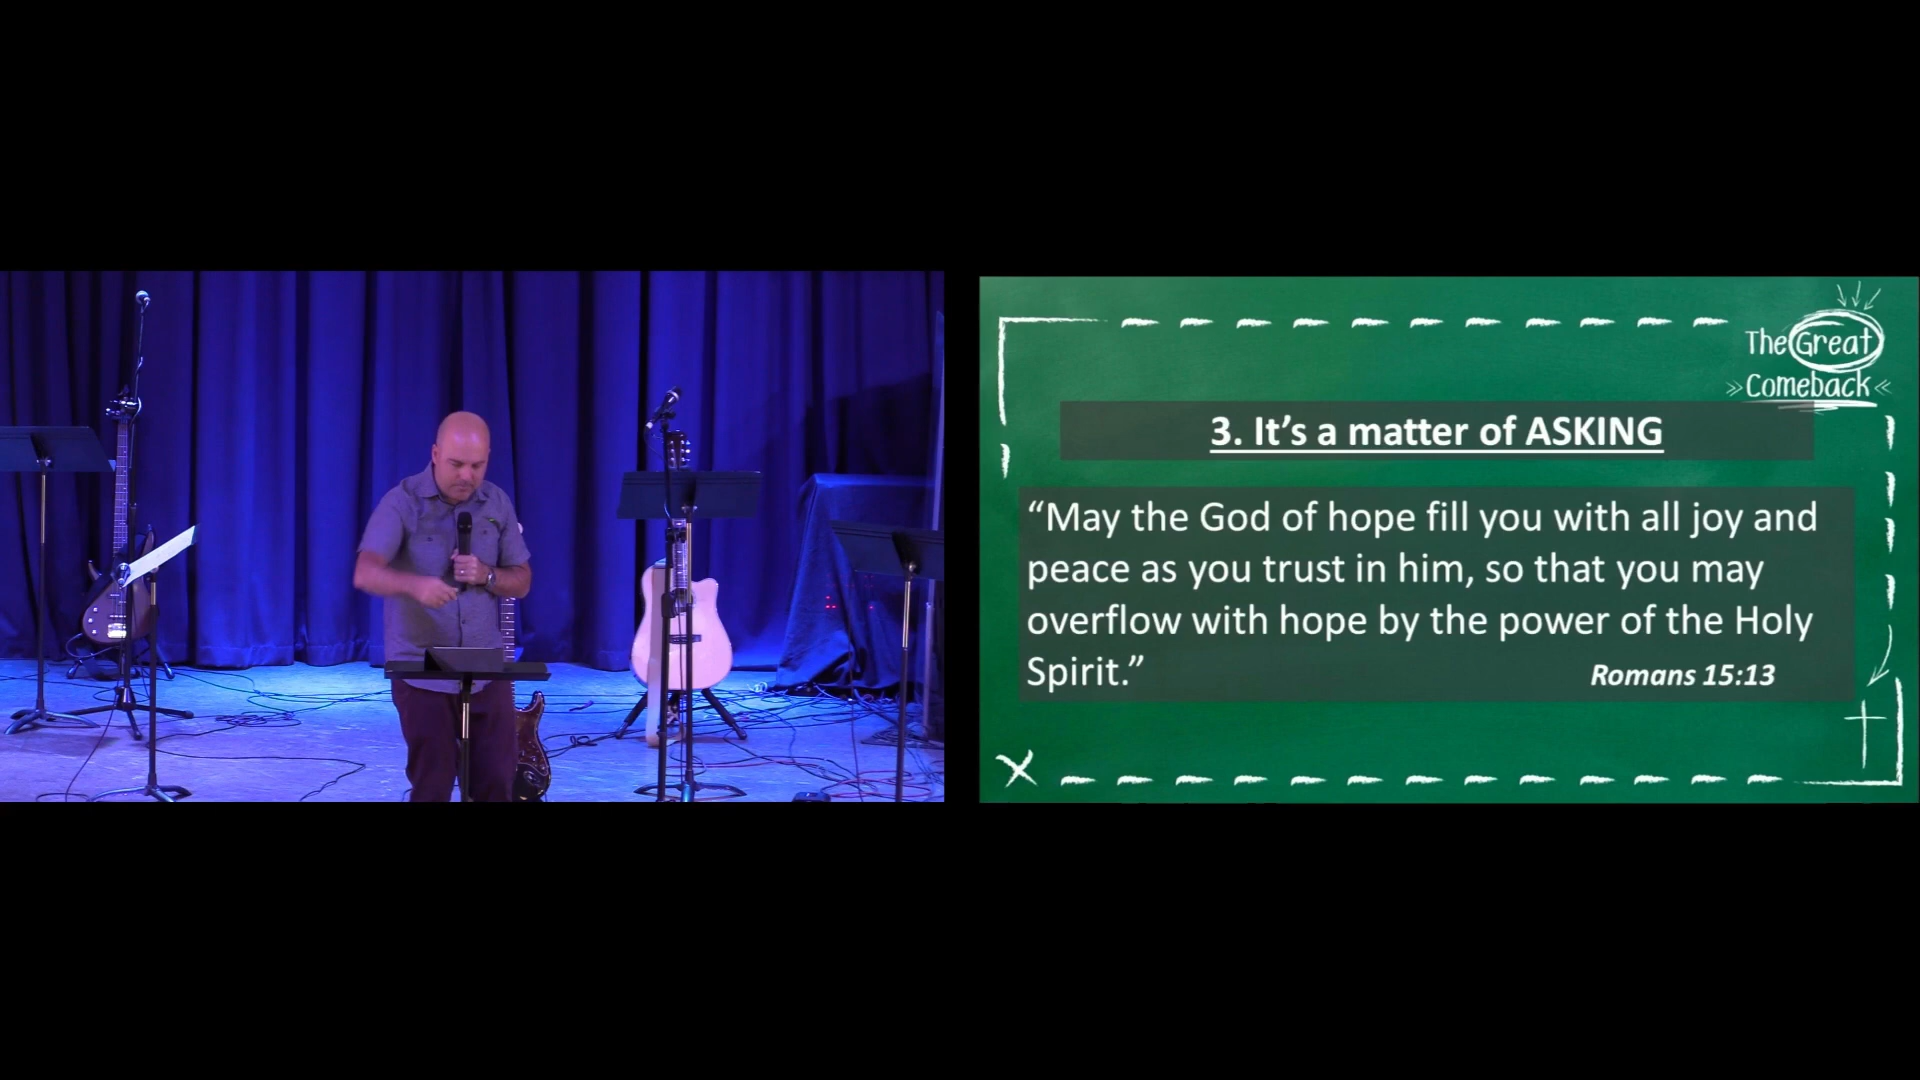 The Great
»Comeback«
3. It’s a matter of ASKING
“May the God of hope fill you with all joy and
peace as you trust in him, so that you may
overflow with hope by the power of the Holy
Spirit.” Romans 15:13